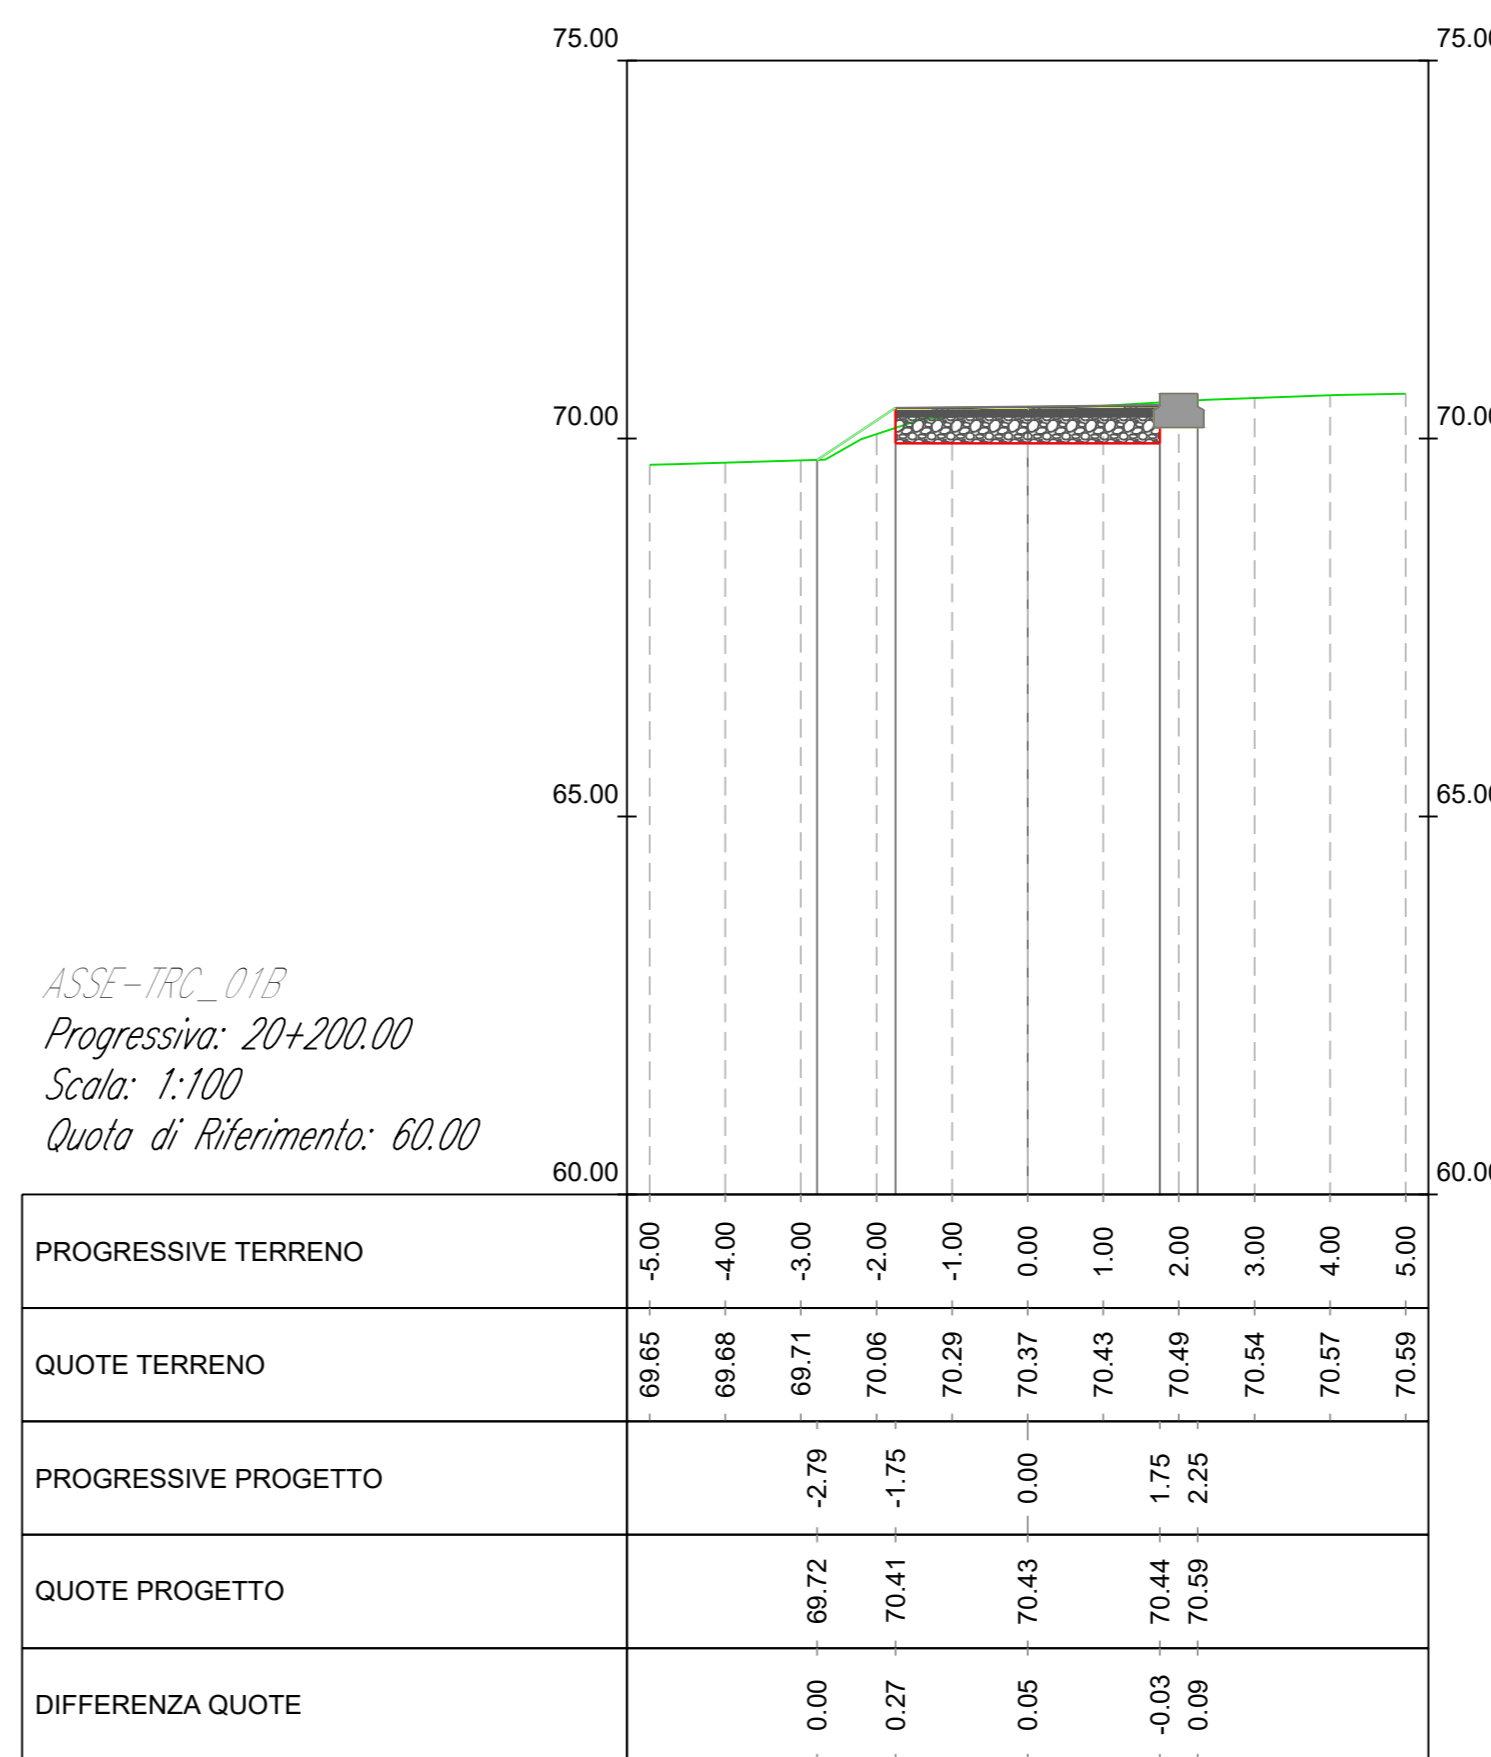 75.00 75.00
70.00 70.00
65.00 65.00
ASSE-TRC_01B
Progressiva: 20+200.00
Scala: 1:100
Quota di Riferimento: 60.00
60.00 60.00
PROGRESSIVE TERRENO -5.00 -4.00 -3.00 -2.00 -1.00 0.00 1.00 2.00 3.00 4.00 5.00
QUOTE TERRENO 69.65 69.68 69.71 70.06 70.29 70.37 70.43 70.49 70.54 70.57 70.59
PROGRESSIVE PROGETTO -2.79 -1.75 0.00 1.75 2.25
QUOTE PROGETTO 69.72 70.41 70.43 70.44 70.59
DIFFERENZA QUOTE 0.00 0.27 0.05 -0.03 0.09